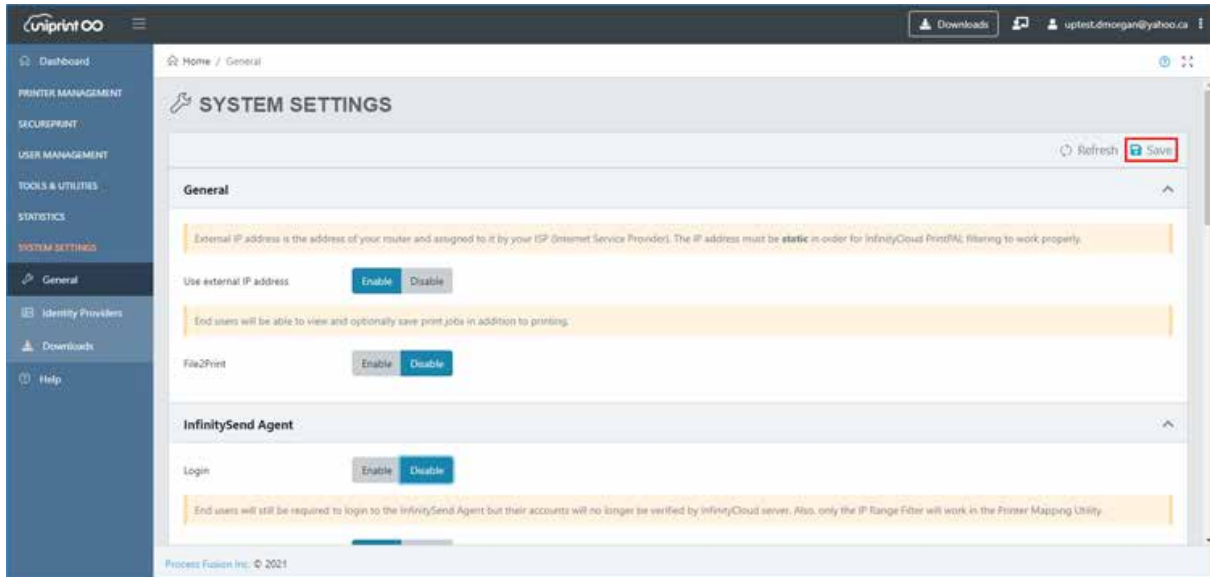 uniprint
Downloads
uptest.dmorgan@yahoo.ca
Dashboard
PRINTER MANAGEMENT
SECUREPRINT
USER MANAGEMENT
TOOLS & UTILITIES
STATISTICS
SYSTEM SETTINGS
General
Identity Providers
Downloads
Help
Home / General
SYSTEM SETTINGS
Refresh Save
General
External IP address is the address of your router and assigned to it by your ISP (Internet Service Provider). The IP address must be static in order for InfinityCloud PrintPAL filtering to work properly.
Use external IP address Enable Disable
End users will be able to view and optionally save print jobs in addition to printing.
File2Print Enable Disable
InfinitySend Agent
Login Enable Disable
End users will still be required to login to the InfinitySend Agent but their accounts will no longer be verified by InfinityCloud server. Also, only the IP Range Filter will work in the Printer Mapping Utility.
Process Fusion Inc. © 2021